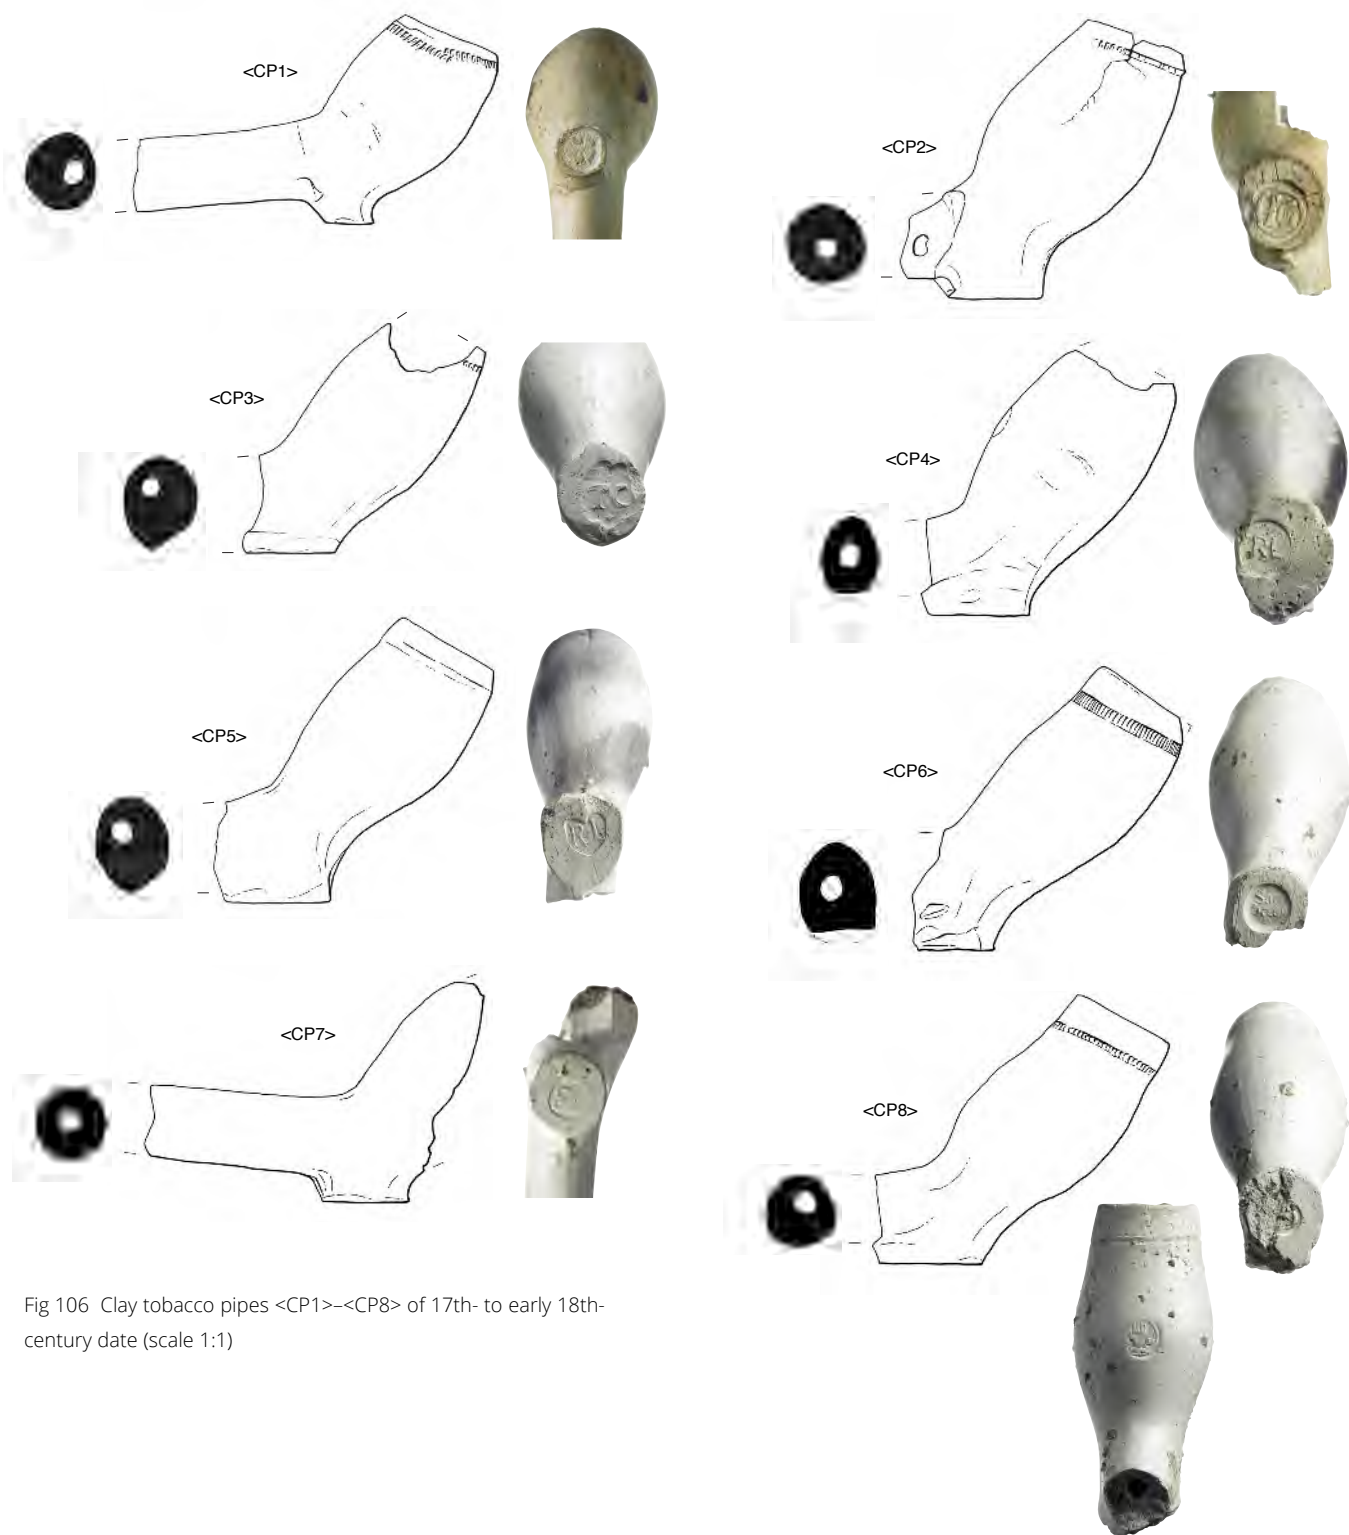 <CP1>
<CP2>
<CP3>
<CP4>
RL
<CP5>
<CP6>
<CP7>
<CP8>
Fig 106 Clay tobacco pipes <CP1>–<CP8> of 17th- to early 18th-
century date (scale 1:1)